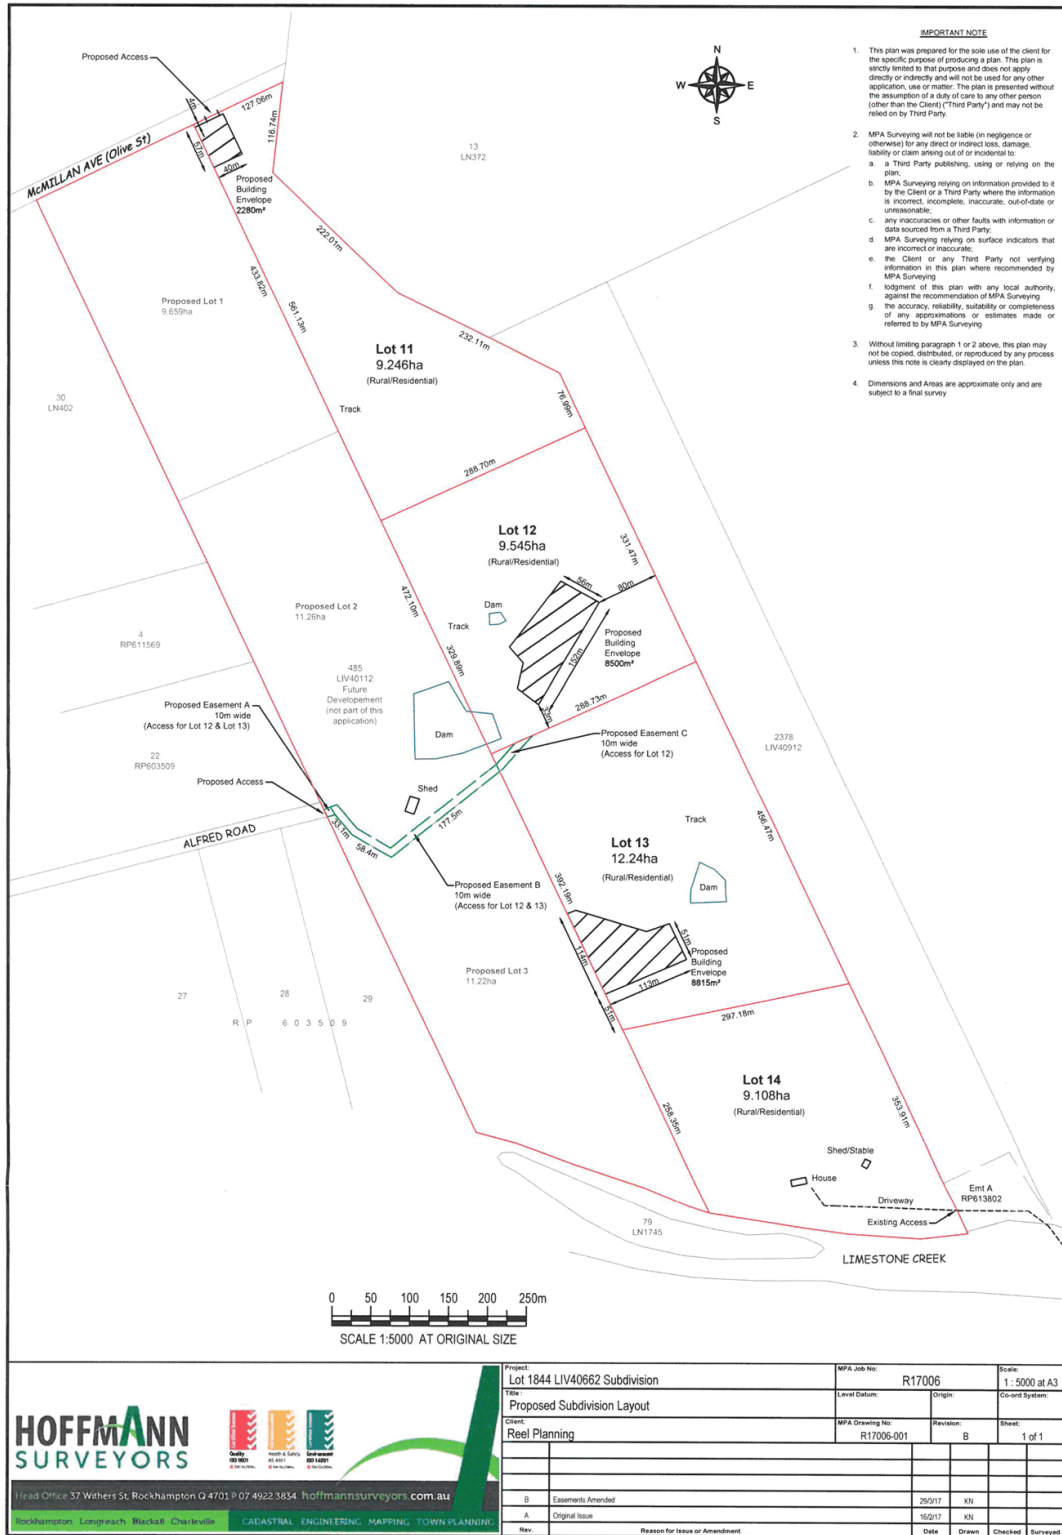 IMPORTANT NOTE
1. This plan was prepared for the sole use of the client for
the specific purpose of producing a plan. This plan is
strictly limited to that purpose and does not apply
directly or indirectly and will not be used for any other
application, use or matter. The plan is presented without
the assumption of a duty of care to any other person
(other than the Client) ("Third Party") and may not be
relied on by Third Party.
2. MPA Surveying will not be liable (in negligence or
otherwise) for any direct or indirect loss, damage,
liability or claim arising out of or incidental to:
a. a Third Party publishing, using or relying on the
plan;
b. MPA Surveying relying on information provided to it
by the Client or a Third Party where the information
is incorrect, incomplete, inaccurate, out-of-date or
unreasonable;
c. any inaccuracies or other faults with information or
data sourced from a Third Party;
d. MPA Surveying relying on surface indicators that
are incorrect or inaccurate;
e. the Client or any Third Party not verifying
information in this plan where recommended by
MPA Surveying
f. lodgment of this plan with any local authority,
against the recommendation of MPA Surveying
g. the accuracy, reliability, suitability or completeness
of any approximations or estimates made or
referred to by MPA Surveying
3. Without limiting paragraph 1 or 2 above, this plan may
not be copied, distributed, or reproduced by any process
unless this note is clearly displayed on the plan.
4. Dimensions and Areas are approximate only and are
subject to a final survey
N
W E
S
Proposed Access
4m
127.06m
116.74m
57m
40m
McMILLAN AVE (Olive St)
Proposed
Building
Envelope
2280m²
13
LN372
222.01m
433.82m
561.13m
Proposed Lot 1
9.659ha
232.11m
Lot 11
9.246ha
(Rural/Residential)
76.99m
30
LN402
Track
288.70m
Lot 12
9.545ha
(Rural/Residential)
331.47m
56m
80m
472.10m
Proposed Lot 2
11.26ha
Dam
Track
4
RP611569
329.89m
152m
Proposed
Building
Envelope
8500m²
485
LIV40112
Future
Developement
(not part of this
application)
33m
288.73m
Proposed Easement A
10m wide
(Access for Lot 12 & Lot 13)
Dam
Proposed Easement C
10m wide
(Access for Lot 12)
2378
LIV40912
22
RP603509
Proposed Access
Shed
ALFRED ROAD
33.1m
58.4m
177.5m
Track
456.47m
Lot 13
12.24ha
(Rural/Residential)
Dam
Proposed Easement B
10m wide
(Access for Lot 12 & 13)
392.19m
51m
114m
Proposed
Building
Envelope
8815m²
113m
51m
Proposed Lot 3
11.22ha
27
28
29
R P 6 0 3 5 0 9
297.18m
Lot 14
9.108ha
(Rural/Residential)
258.35m
353.91m
Shed/Stable
House
Driveway
Existing Access
Emt A
RP613802
79
LN1745
LIMESTONE CREEK
0 50 100 150 200 250m
SCALE 1:5000 AT ORIGINAL SIZE
HOFFMANN
SURVEYORS
Quality
ISO 9001
Health & Safety
AS 4801
Environment
ISO 14001
Head Office 37 Withers St, Rockhampton Q 4701 P 07 4922 3834 hoffmannsurveyors.com.au
Rockhampton Longreach Blackall Charleville CADASTRAL ENGINEERING MAPPING TOWN PLANNING
Project:
Lot 1844 LIV40662 Subdivision
MPA Job No:
R17006
Scale:
1 : 5000 at A3
Title :
Proposed Subdivision Layout
Level Datum:
Origin:
Co-ord System:
Client:
Reel Planning
MPA Drawing No:
R17006-001
Revision:
B
Sheet:
1 of 1
B Easements Amended 29/3/17 KN
A Original Issue 16/2/17 KN
Rev. Reason for Issue or Amendment Date Drawn Checked Surveyed